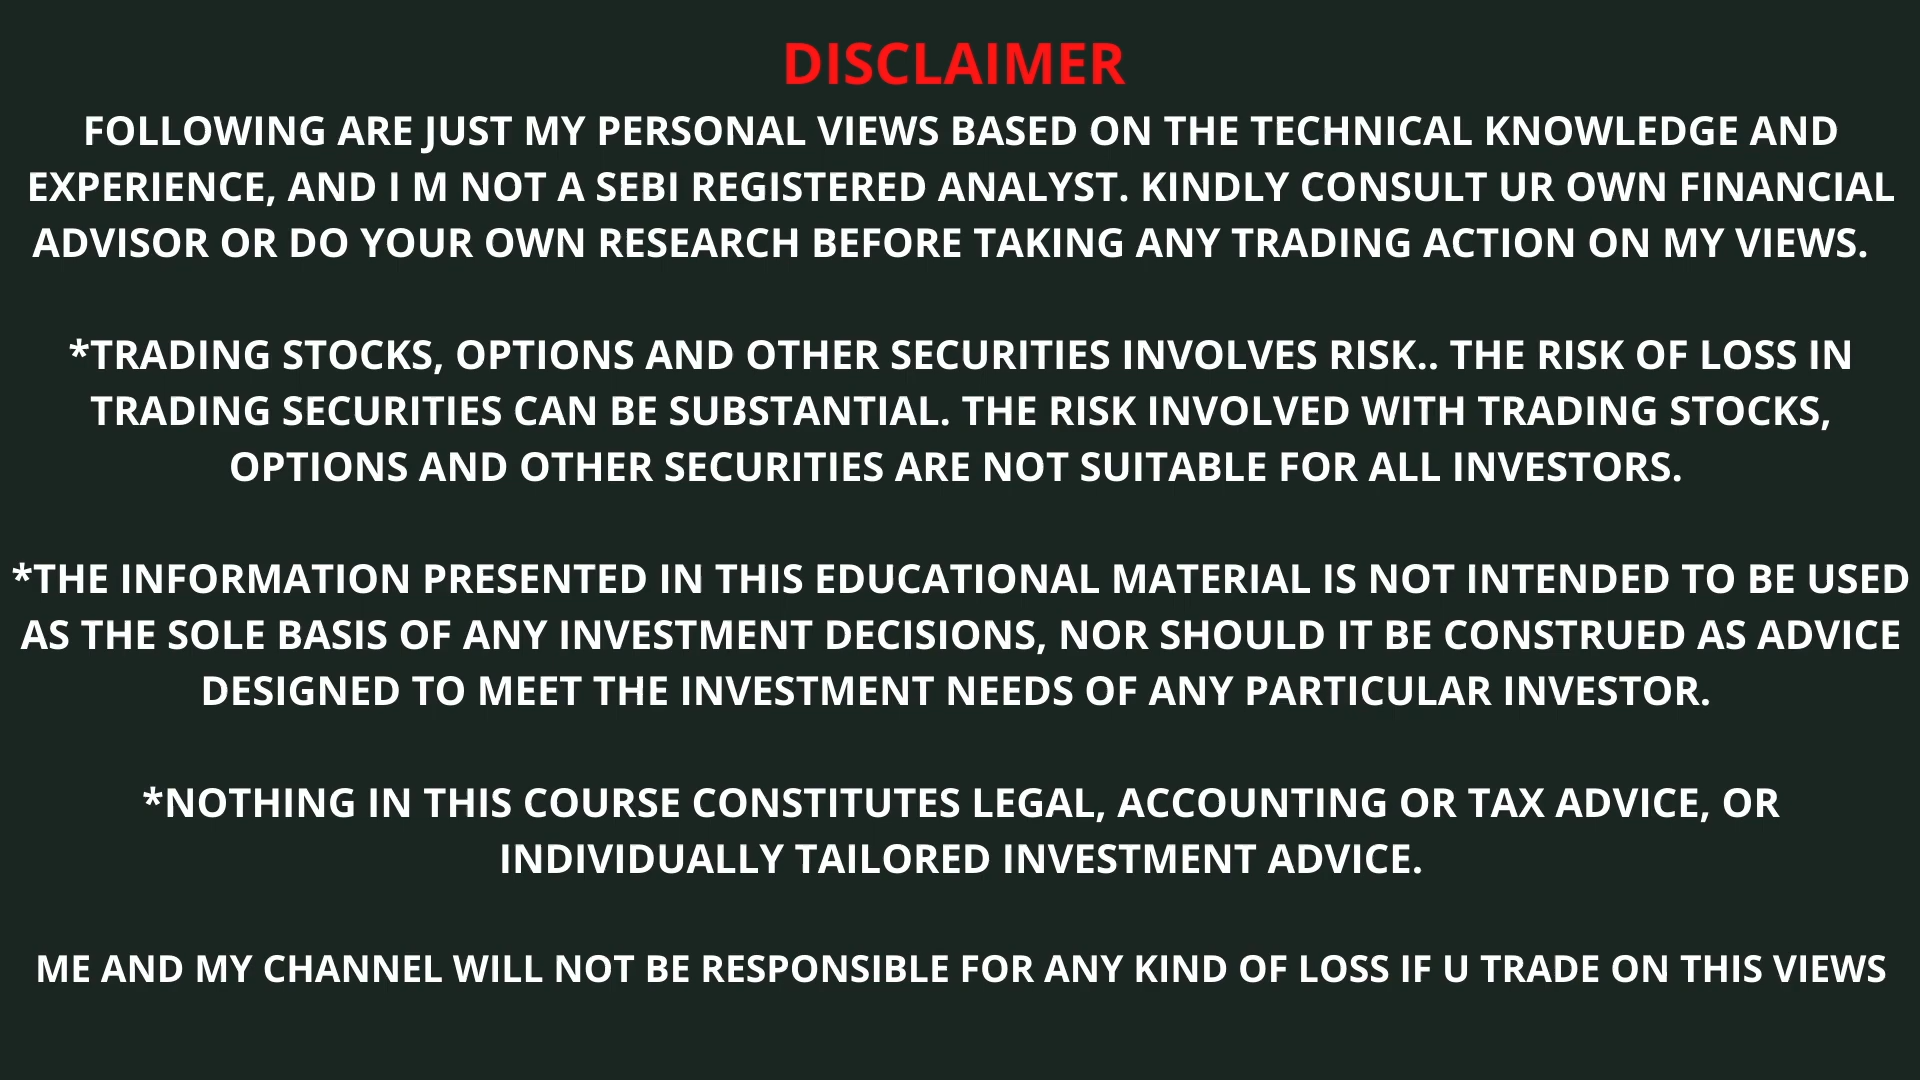 DISCLAIMER
FOLLOWING ARE JUST MY PERSONAL VIEWS BASED ON THE TECHNICAL KNOWLEDGE AND
EXPERIENCE, AND I M NOT A SEBI REGISTERED ANALYST. KINDLY CONSULT UR OWN FINANCIAL
ADVISOR OR DO YOUR OWN RESEARCH BEFORE TAKING ANY TRADING ACTION ON MY VIEWS.
*TRADING STOCKS, OPTIONS AND OTHER SECURITIES INVOLVES RISK.. THE RISK OF LOSS IN
TRADING SECURITIES CAN BE SUBSTANTIAL. THE RISK INVOLVED WITH TRADING STOCKS,
OPTIONS AND OTHER SECURITIES ARE NOT SUITABLE FOR ALL INVESTORS.
*THE INFORMATION PRESENTED IN THIS EDUCATIONAL MATERIAL IS NOT INTENDED TO BE USED
AS THE SOLE BASIS OF ANY INVESTMENT DECISIONS, NOR SHOULD IT BE CONSTRUED AS ADVICE
DESIGNED TO MEET THE INVESTMENT NEEDS OF ANY PARTICULAR INVESTOR.
*NOTHING IN THIS COURSE CONSTITUTES LEGAL, ACCOUNTING OR TAX ADVICE, OR
INDIVIDUALLY TAILORED INVESTMENT ADVICE.
ME AND MY CHANNEL WILL NOT BE RESPONSIBLE FOR ANY KIND OF LOSS IF U TRADE ON THIS VIEWS